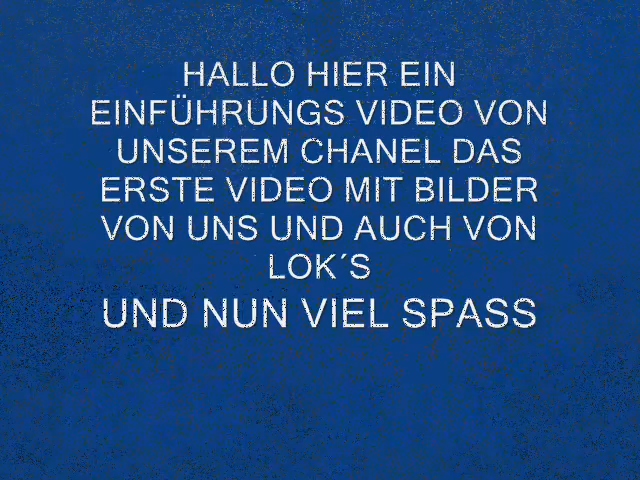 HALLO HIER EIN
EINFÜHRUNGS VIDEO VON
UNSEREM CHANEL DAS
ERSTE VIDEO MIT BILDER
VON UNS UND AUCH VON
LOK´S
UND NUN VIEL SPASS